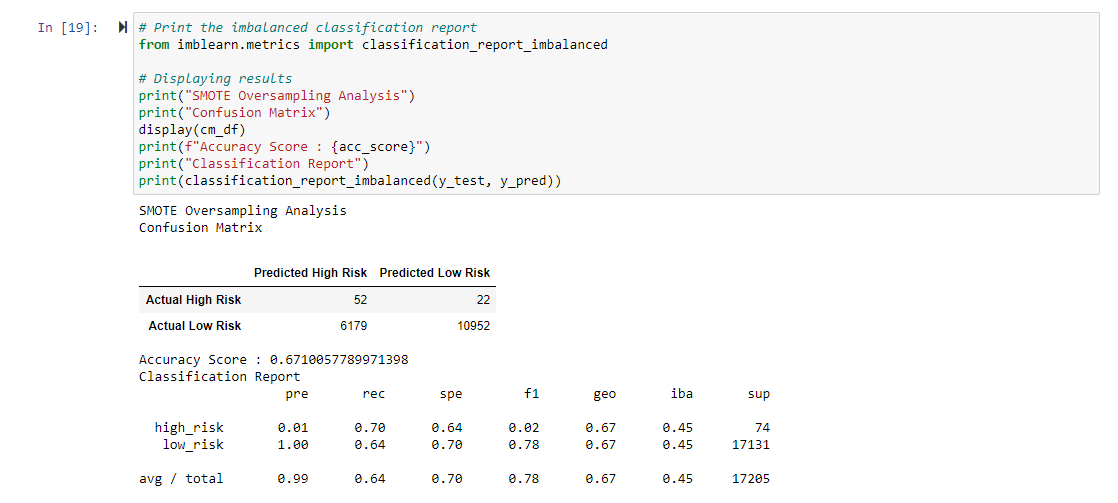 In [19]:
# Print the imbalanced classification report
from imblearn.metrics import classification_report_imbalanced
# Displaying results
print("SMOTE Oversampling Analysis")
print("Confusion Matrix")
display(cm_df)
print(f"Accuracy Score : {acc_score}")
print("Classification Report")
print(classification_report_imbalanced(y_test, y_pred))
SMOTE Oversampling Analysis
Confusion Matrix
Predicted High Risk Predicted Low Risk
Actual High Risk 52 22
Actual Low Risk 6179 10952
Accuracy Score : 0.6710057789971398
Classification Report
pre rec spe f1 geo iba sup
high_risk 0.01 0.70 0.64 0.02 0.67 0.45 74
low_risk 1.00 0.64 0.70 0.78 0.67 0.45 17131
avg / total 0.99 0.64 0.70 0.78 0.67 0.45 17205